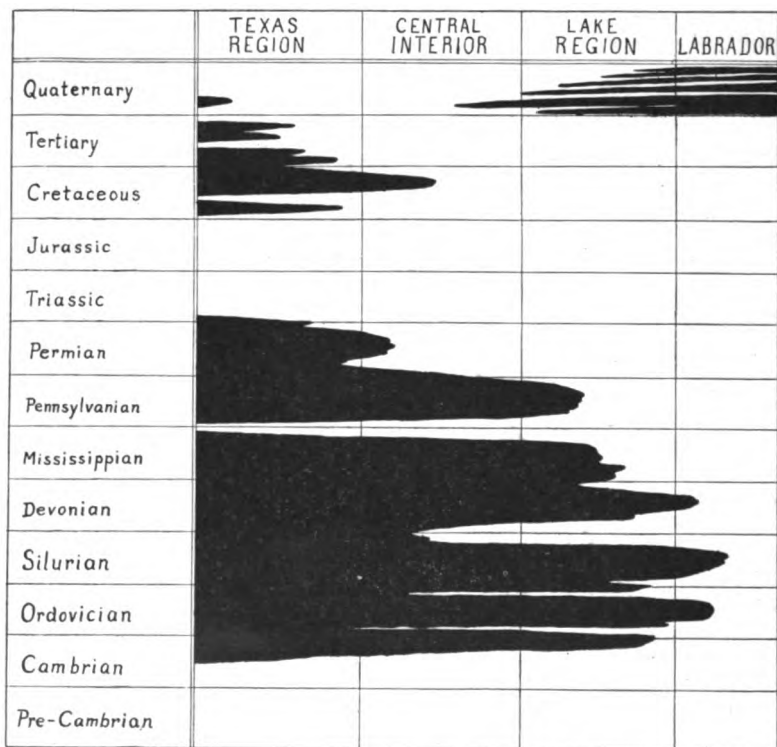 TEXAS
REGION
CENTRAL
INTERIOR
LAKE
REGION
LABRADOR
Quaternary
Tertiary
Cretaceous
Jurassic
Triassic
Permian
Pennsylvanian
Mississippian
Devonian
Silurian
Ordovician
Cambrian
Pre-Cambrian